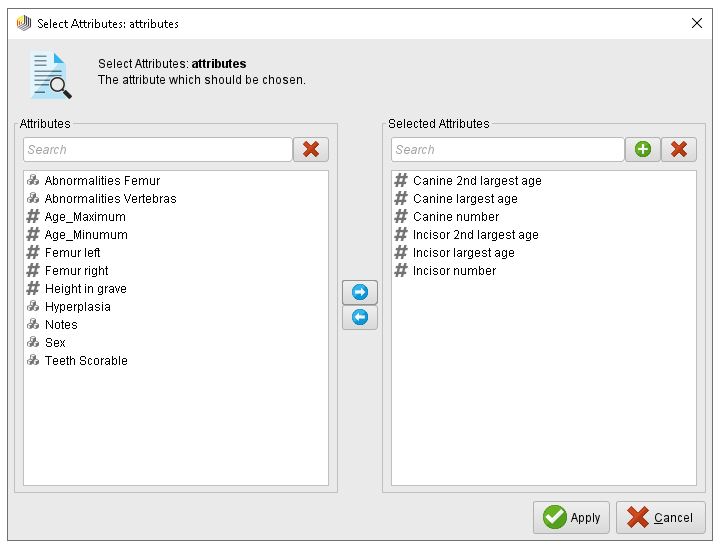 Select Attributes: attributes
Select Attributes: attributes
The attribute which should be chosen.
Attributes
Search
Abnormalities Femur
Abnormalities Vertebras
Age_Maximum
Age_Minumum
Femur left
Femur right
Height in grave
Hyperplasia
Notes
Sex
Teeth Scorable
Selected Attributes
Search
Canine 2nd largest age
Canine largest age
Canine number
Incisor 2nd largest age
Incisor largest age
Incisor number
Apply
Cancel